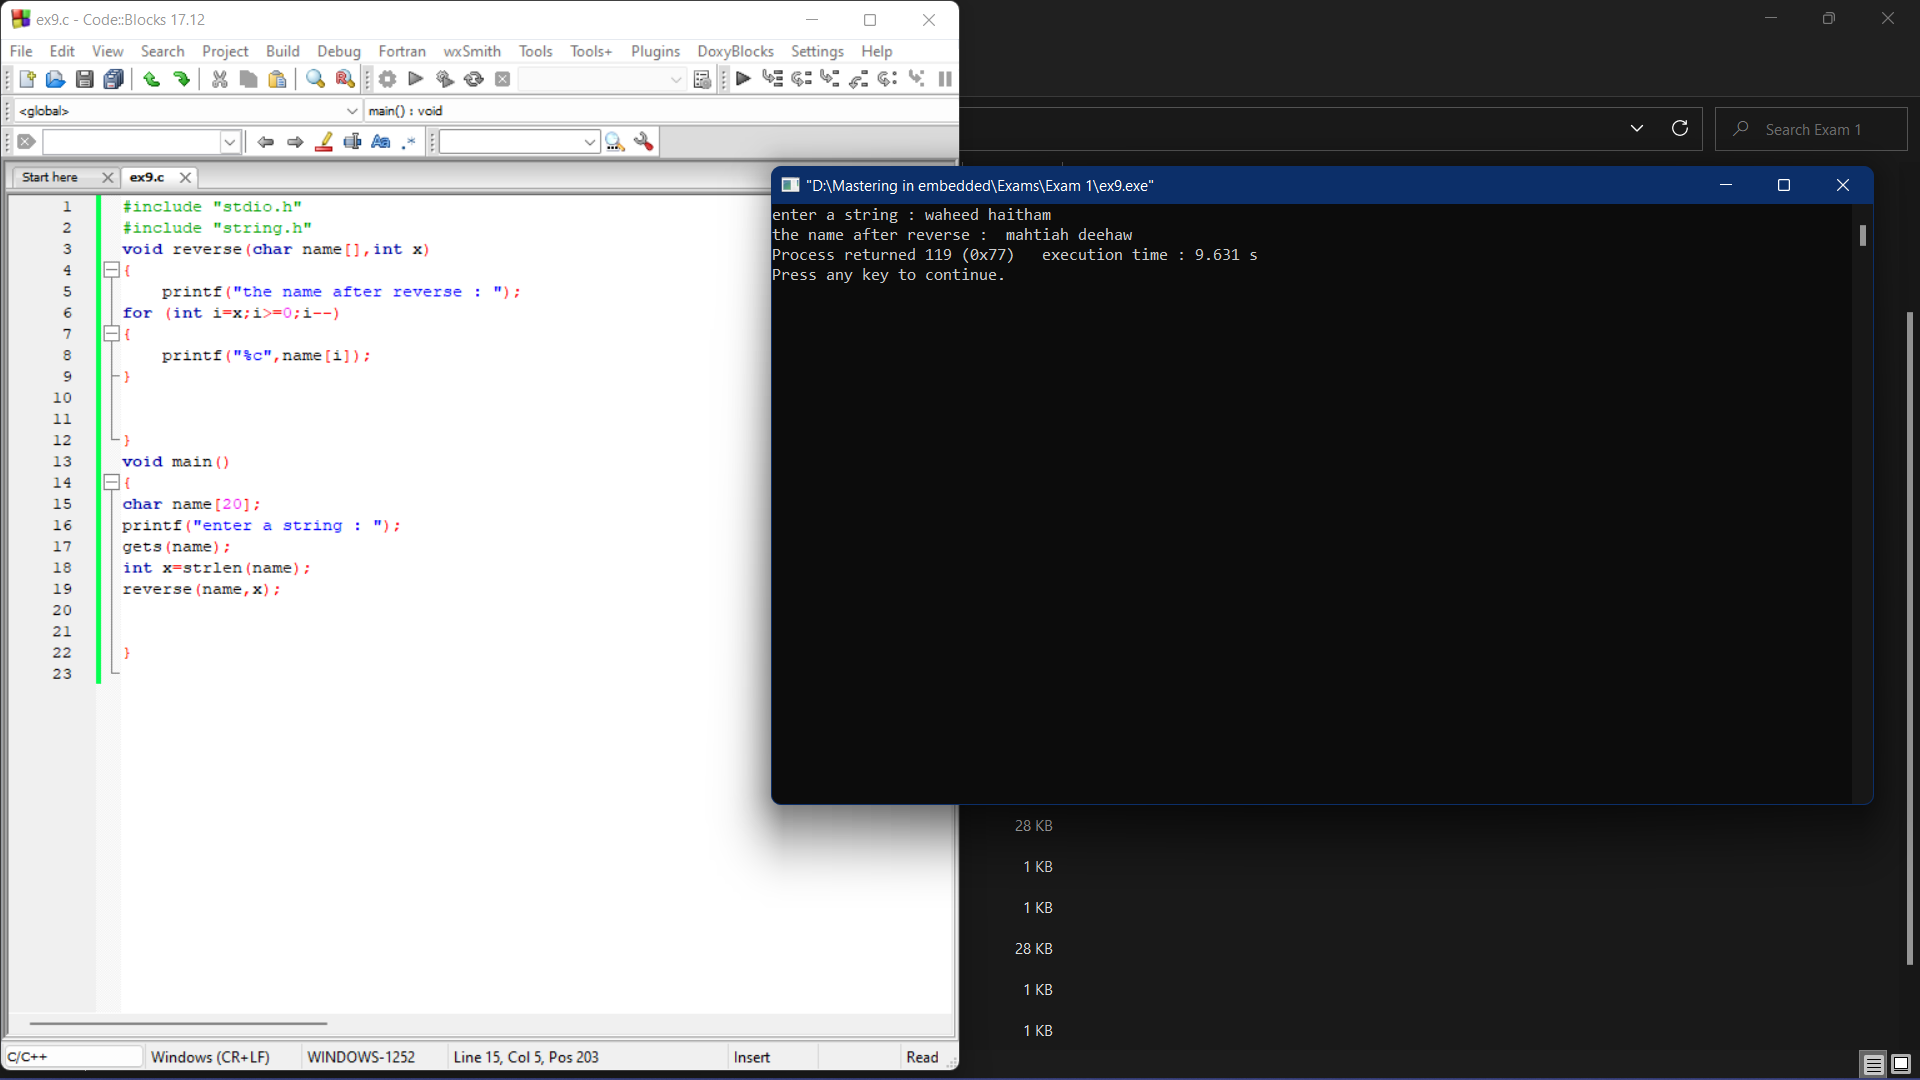 ex9.c - Code::Blocks 17.12
File Edit View Search Project Build Debug Fortran wxSmith Tools Tools+ Plugins DoxyBlocks Settings Help
<global> main() : void
Start here ex9.c
1 #include "stdio.h"
2 #include "string.h"
3 void reverse(char name[],int x)
4 {
5 printf("the name after reverse : ");
6 for (int i=x;i>=0;i--)
7 {
8 printf("%c",name[i]);
9 }
10
11
12 }
13 void main()
14 {
15 char name[20];
16 printf("enter a string : ");
17 gets(name);
18 int x=strlen(name);
19 reverse(name,x);
20
21
22 }
23
C/C++ Windows (CR+LF) WINDOWS-1252 Line 15, Col 5, Pos 203 Insert Read
Search Exam 1
"D:\Mastering in embedded\Exams\Exam 1\ex9.exe"
enter a string : waheed haitham
the name after reverse :  mahtiah deehaw
Process returned 119 (0x77)   execution time : 9.631 s
Press any key to continue.
28 KB
1 KB
1 KB
28 KB
1 KB
1 KB